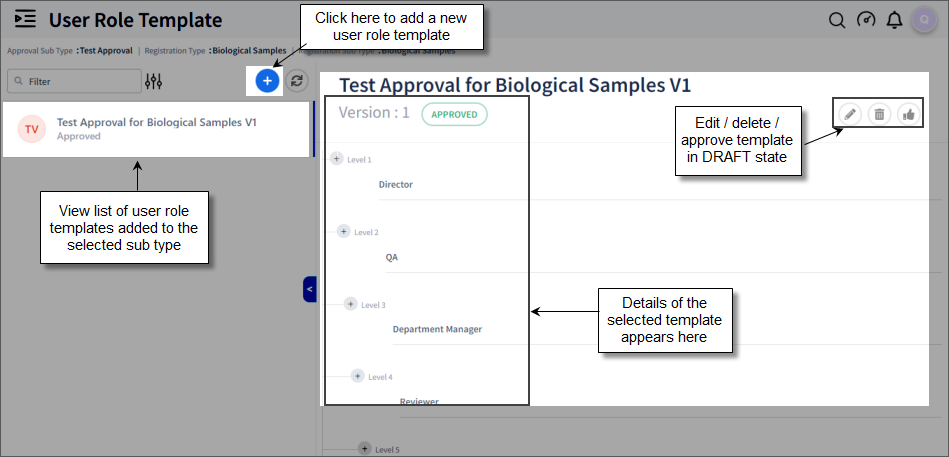 User Role Template
Click here to add a new
user role template
Q
Approval Sub Type :Test Approval | Registration Type :Biological Samples | Registration Sub Type :Biological Samples
Filter
+
TV
Test Approval for Biological Samples V1
Approved
View list of user role
templates added to the
selected sub type
<
Test Approval for Biological Samples V1
Version : 1
APPROVED
Edit / delete /
approve template
in DRAFT state
+ Level 1
Director
+ Level 2
QA
+ Level 3
Department Manager
+ Level 4
Reviewer
+ Level 5
Details of the
selected template
appears here